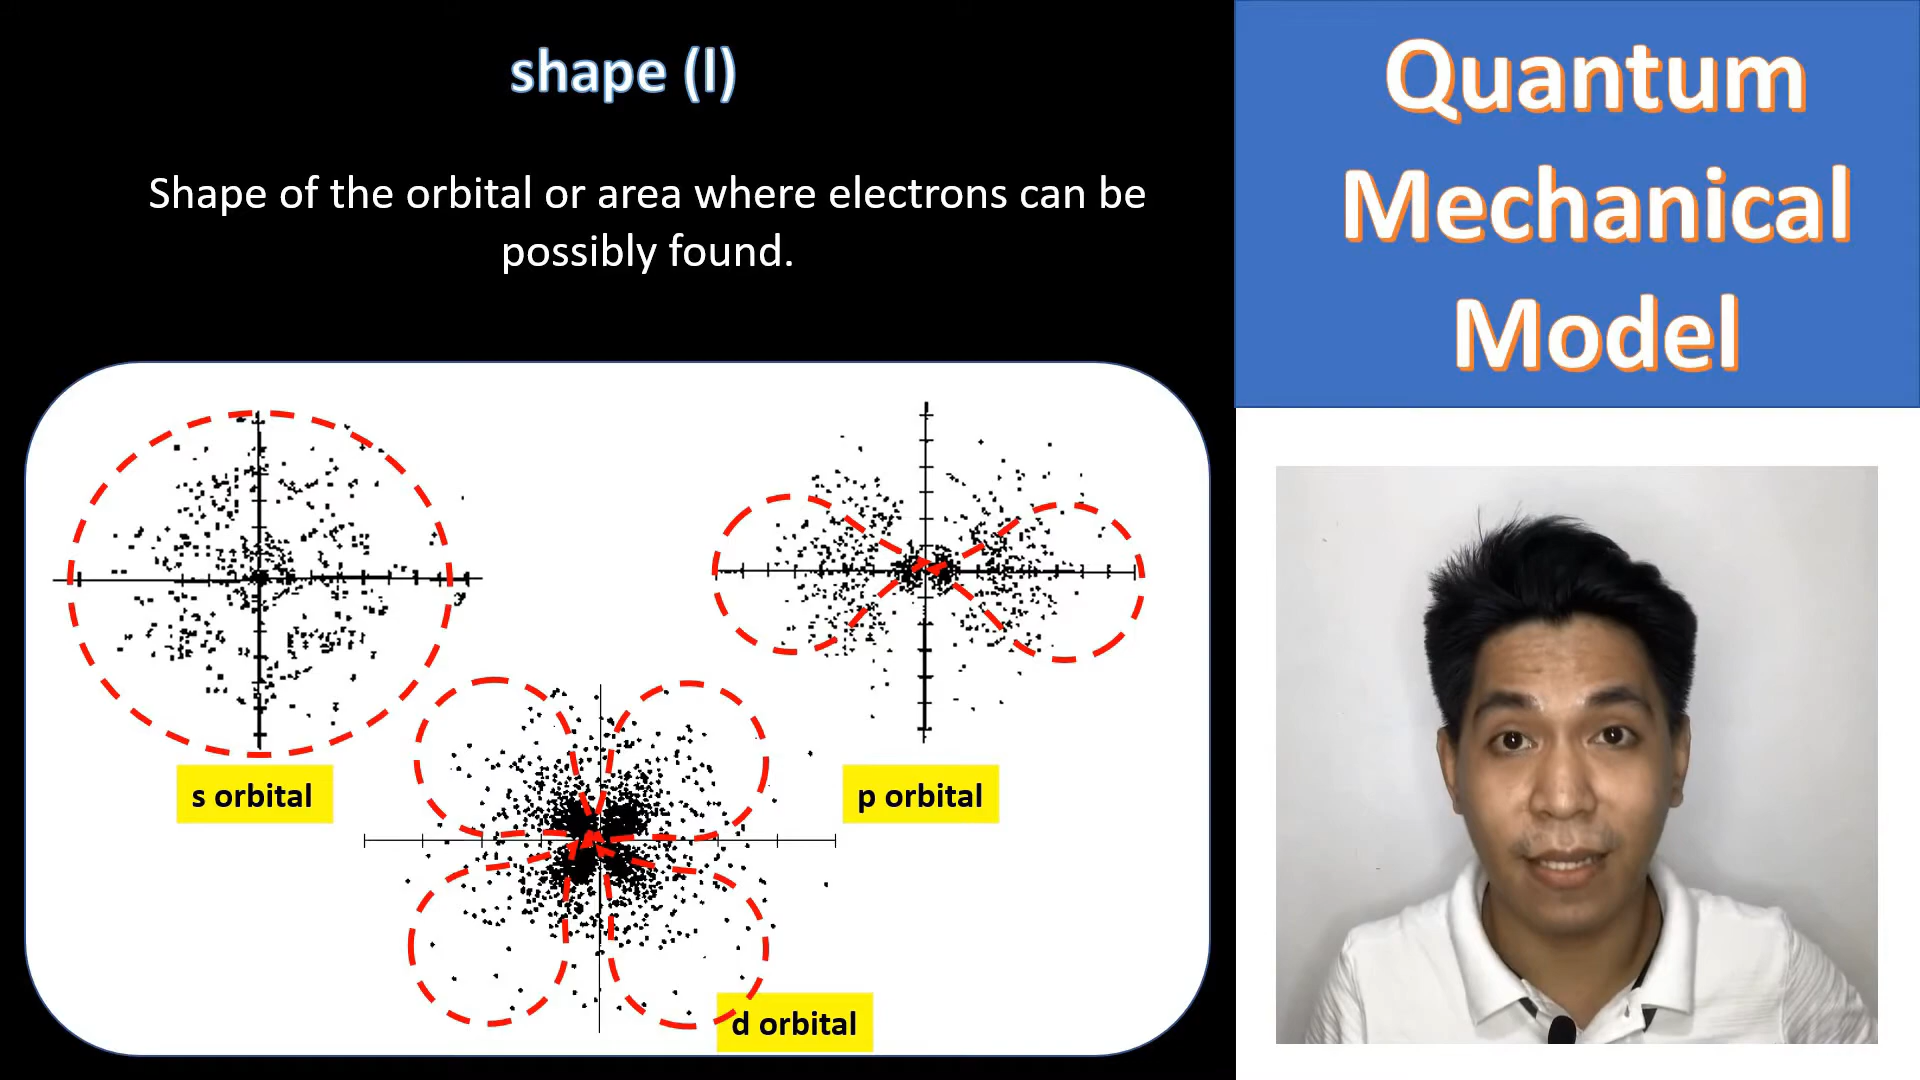 shape (l)
Shape of the orbital or area where electrons can be
possibly found.
s orbital
p orbital
d orbital
Quantum
Mechanical
Model